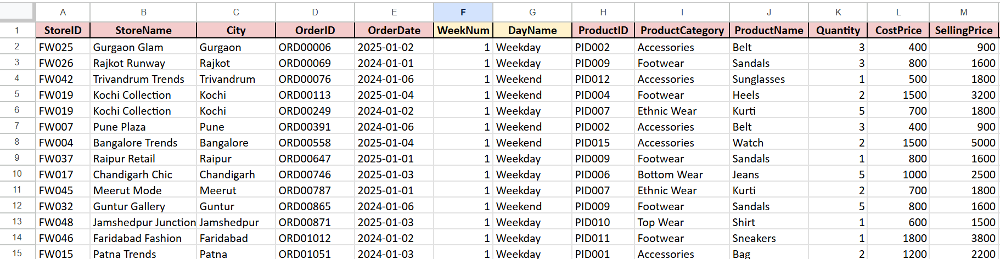 A B C D E F G H I J K L M
1 StoreID StoreName City OrderID OrderDate WeekNum DayName ProductID ProductCategory ProductName Quantity CostPrice SellingPrice
2 FW025 Gurgaon Glam Gurgaon ORD00006 2025-01-02 1 Weekday PID002 Accessories Belt 3 400 900
3 FW026 Rajkot Runway Rajkot ORD00069 2024-01-01 1 Weekday PID009 Footwear Sandals 3 800 1600
4 FW042 Trivandrum Trends Trivandrum ORD00076 2024-01-06 1 Weekend PID012 Accessories Sunglasses 1 500 1800
5 FW019 Kochi Collection Kochi ORD00113 2025-01-04 1 Weekend PID004 Footwear Heels 2 1500 3200
6 FW019 Kochi Collection Kochi ORD00249 2024-01-02 1 Weekday PID007 Ethnic Wear Kurti 5 700 1800
7 FW007 Pune Plaza Pune ORD00391 2024-01-06 1 Weekend PID002 Accessories Belt 3 400 900
8 FW004 Bangalore Trends Bangalore ORD00558 2025-01-04 1 Weekend PID015 Accessories Watch 2 1500 5000
9 FW037 Raipur Retail Raipur ORD00647 2025-01-01 1 Weekday PID009 Footwear Sandals 1 800 1600
10 FW017 Chandigarh Chic Chandigarh ORD00746 2025-01-03 1 Weekday PID006 Bottom Wear Jeans 5 1000 2500
11 FW045 Meerut Mode Meerut ORD00787 2025-01-01 1 Weekday PID007 Ethnic Wear Kurti 2 700 1800
12 FW032 Guntur Gallery Guntur ORD00865 2024-01-06 1 Weekend PID009 Footwear Sandals 5 800 1600
13 FW048 Jamshedpur Junction Jamshedpur ORD00871 2025-01-03 1 Weekday PID010 Top Wear Shirt 1 600 1500
14 FW046 Faridabad Fashion Faridabad ORD01012 2024-01-02 1 Weekday PID011 Footwear Sneakers 1 1800 3800
15 FW015 Patna Trends Patna ORD01051 2024-01-03 1 Weekday PID001 Accessories Bag 2 1200 2200